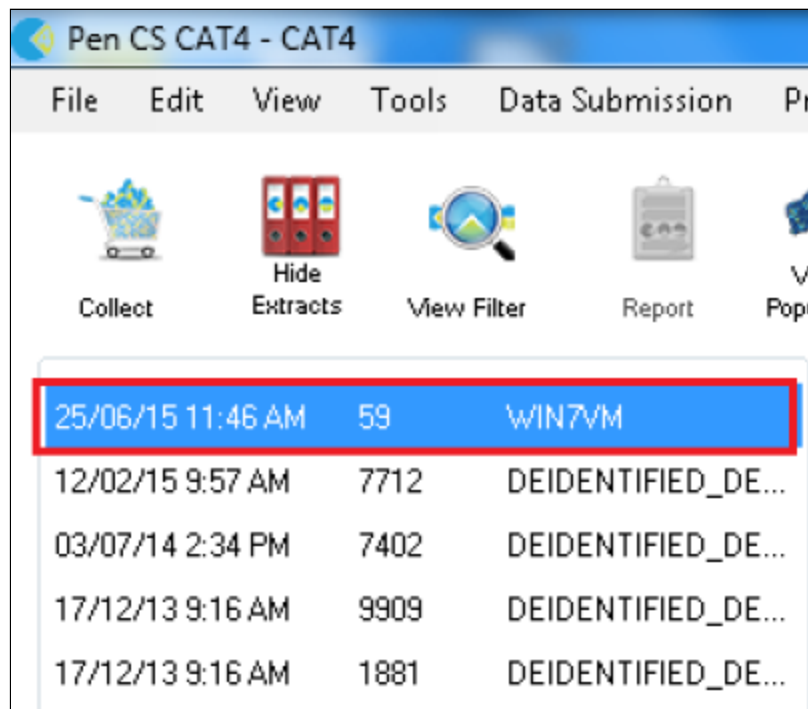 Pen CS CAT4 - CAT4
File Edit View Tools Data Submission
Collect
Hide Extracts
View Filter
Report
25/06/15 11:46 AM 59 WIN7VM
12/02/15 9:57 AM 7712 DEIDENTIFIED_DE...
03/07/14 2:34 PM 7402 DEIDENTIFIED_DE...
17/12/13 9:16 AM 9909 DEIDENTIFIED_DE...
17/12/13 9:16 AM 1881 DEIDENTIFIED_DE...